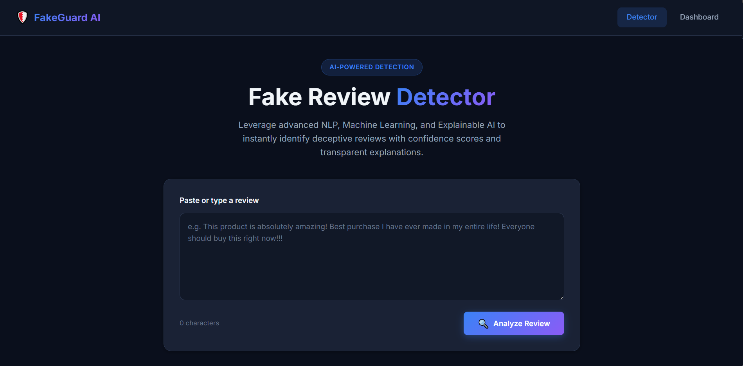 FakeGuard AI
Detector
Dashboard
AI-POWERED DETECTION
Fake Review Detector
Leverage advanced NLP, Machine Learning, and Explainable AI to
instantly identify deceptive reviews with confidence scores and
transparent explanations.
Paste or type a review
e.g. This product is absolutely amazing! Best purchase I have ever made in my entire life! Everyone
should buy this right now!!!
0 characters
Analyze Review